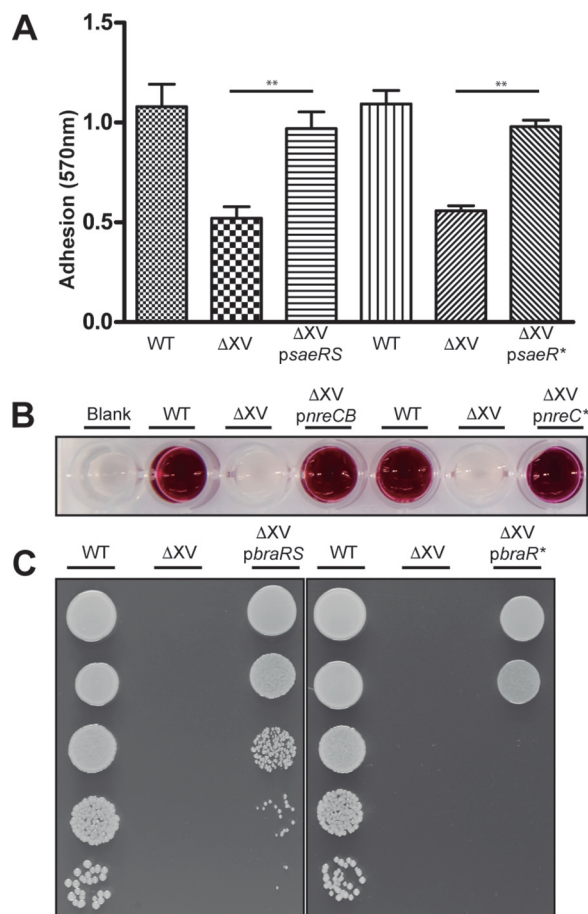 A
Adhesion (570nm)
1.5
1.0
0.5
0.0
**
**
WT
ΔXV
ΔXV
psaeRS
WT
ΔXV
ΔXV
psaeR*
B
Blank
WT
ΔXV
ΔXV
pnreCB
WT
ΔXV
ΔXV
pnreC*
C
WT
ΔXV
ΔXV
pbraRS
WT
ΔXV
ΔXV
pbraR*